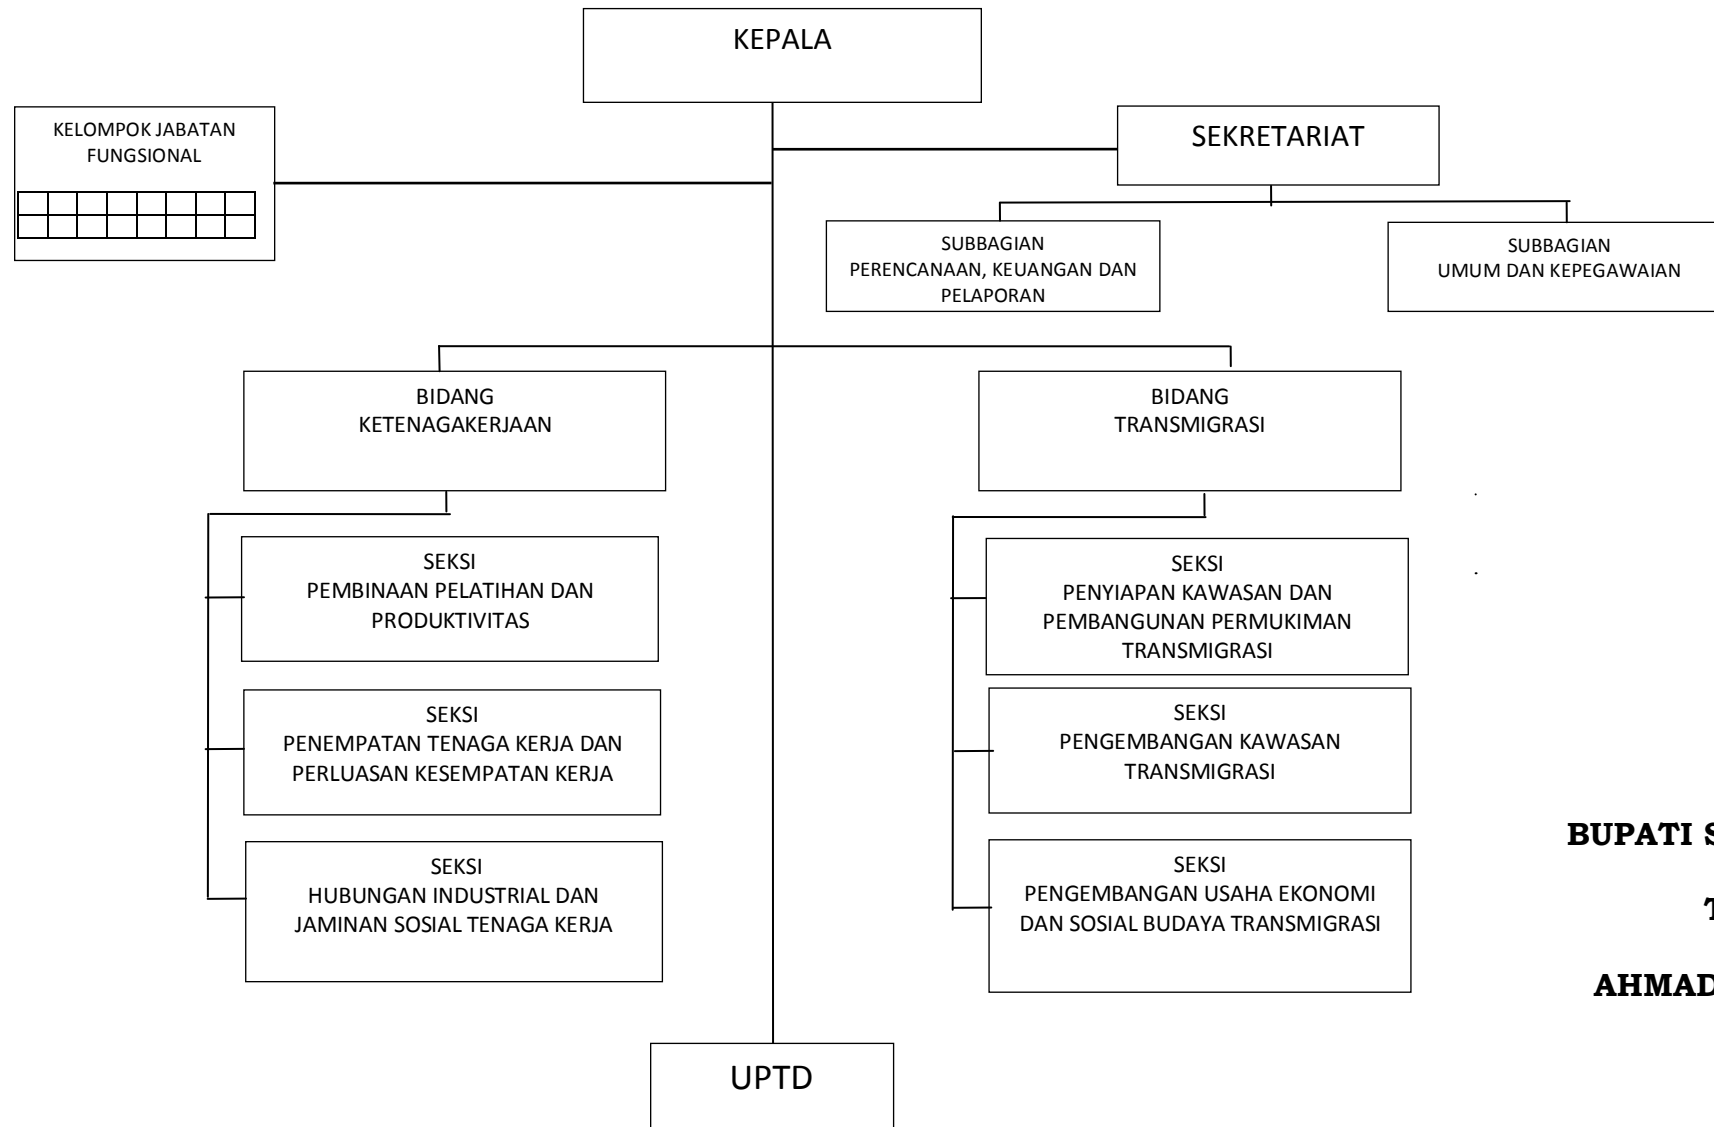 KEPALA
KELOMPOK JABATAN
FUNGSIONAL
SEKRETARIAT
SUBBAGIAN
PERENCANAAN, KEUANGAN DAN
PELAPORAN
SUBBAGIAN
UMUM DAN KEPEGAWAIAN
BIDANG
KETENAGAKERJAAN
BIDANG
TRANSMIGRASI
SEKSI
PEMBINAAN PELATIHAN DAN
PRODUKTIVITAS
SEKSI
PENEMPATAN TENAGA KERJA DAN
PERLUASAN KESEMPATAN KERJA
SEKSI
HUBUNGAN INDUSTRIAL DAN
JAMINAN SOSIAL TENAGA KERJA
SEKSI
PENYIAPAN KAWASAN DAN
PEMBANGUNAN PERMUKIMAN
TRANSMIGRASI
SEKSI
PENGEMBANGAN KAWASAN
TRANSMIGRASI
SEKSI
PENGEMBANGAN USAHA EKONOMI
DAN SOSIAL BUDAYA TRANSMIGRASI
BUPATI
AHMAD
UPTD